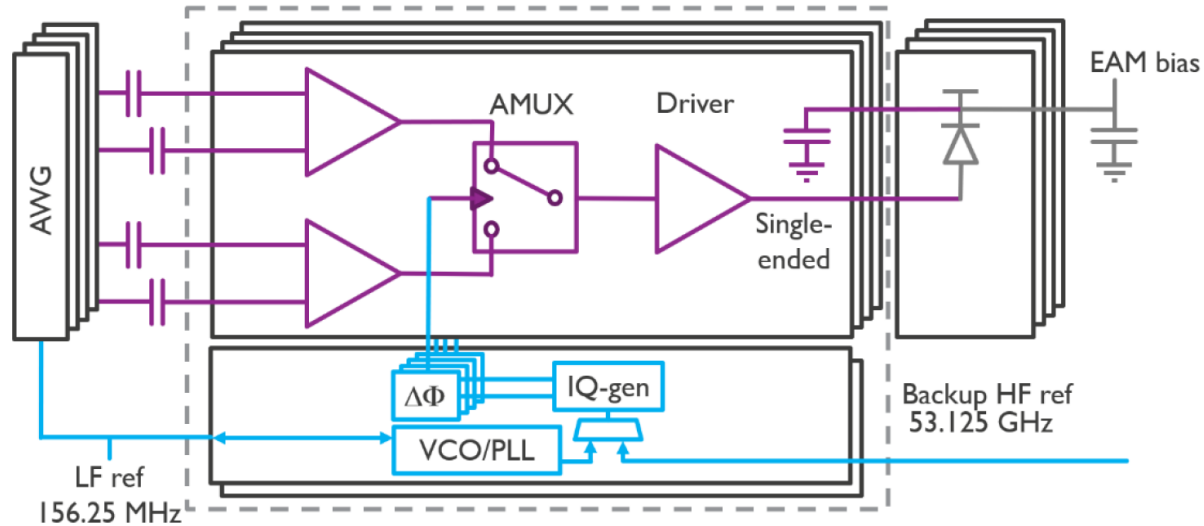 EAM bias
AMUX
Driver
AWG
Single-
ended
ΔΦ
IQ-gen
VCO/PLL
Backup HF ref
53.125 GHz
LF ref
156.25 MHz